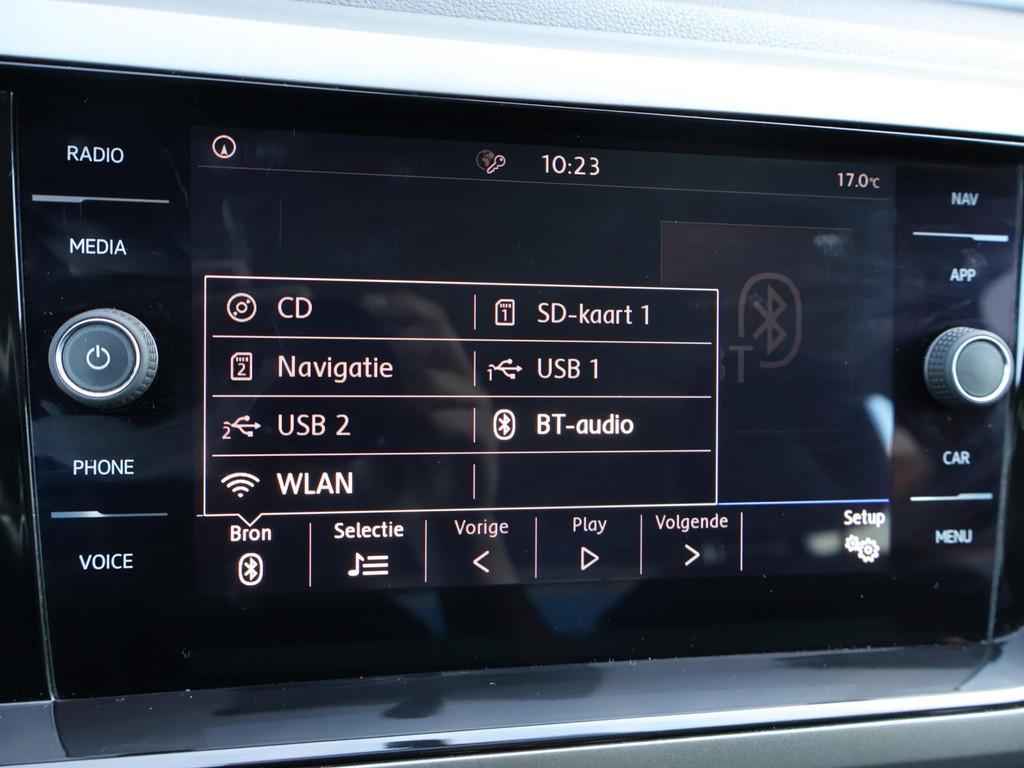 RADIO
MEDIA
PHONE
VOICE
10:23
17.0°C
CD
SD-kaart 1
Navigatie
USB 1
USB 2
BT-audio
WLAN
BT
Bron
Selectie
Vorige
Play
Volgende
Setup
NAV
APP
CAR
MENU